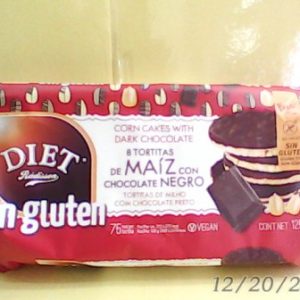 CORN CAKES WITH
DARK CHOCOLATE
8 TORTITAS
DE MAÍZ CON
CHOCOLATE NEGRO
TORTITAS DE MILHO
COM CHOCOLATE PRETO
DIET
Rádisson
n gluten
SIN
GLUTEN
75
VEGAN
CONT NET 12
12/20/2